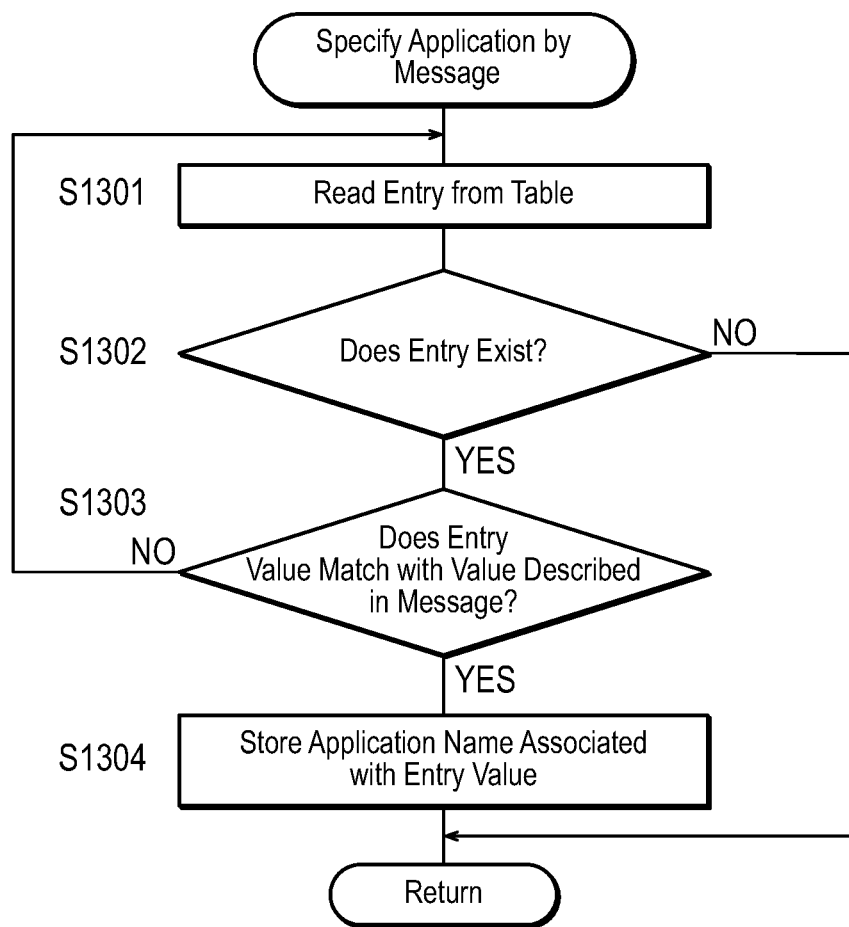 Specify Application by
Message
S1301
Read Entry from Table
S1302
Does Entry Exist?
NO
YES
S1303
NO
Does Entry
Value Match with Value Described
in Message?
YES
S1304
Store Application Name Associated
with Entry Value
Return